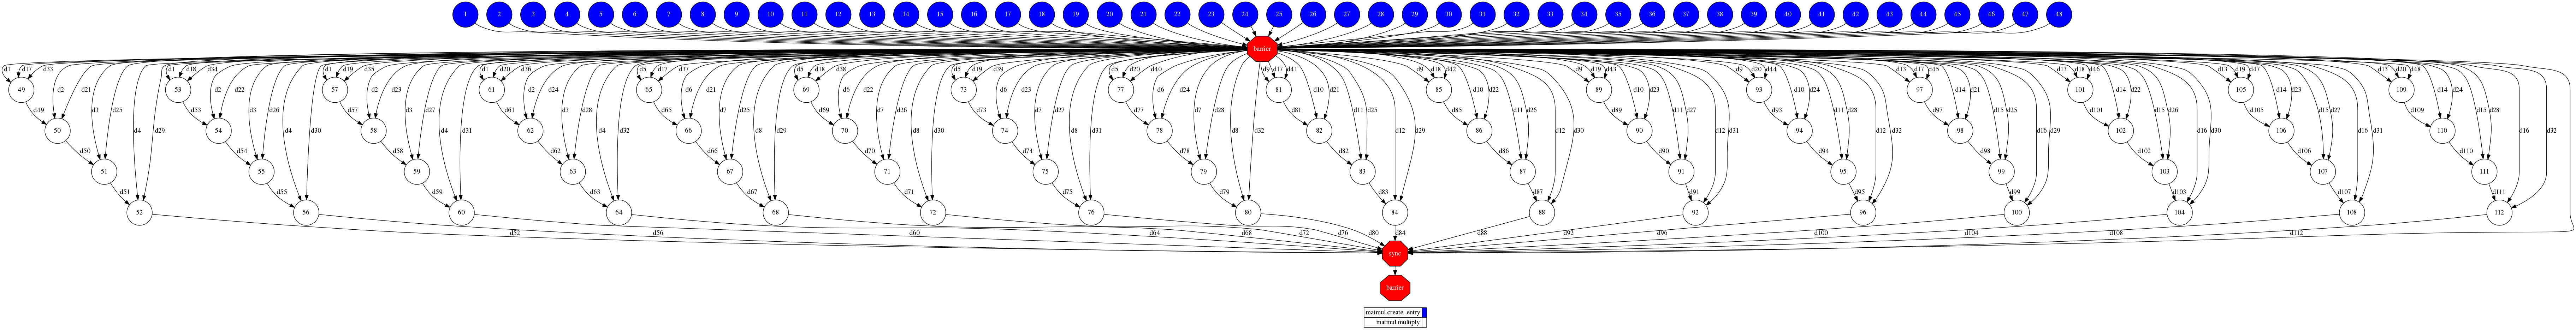 1 2 3 4 5 6 7 8 9 10 11 12 13 14 15 16 17 18 19 20 21 22 23 24 25 26 27 28 29 30 31 32 33 34 35 36 37 38 39 40 41 42 43 44 45 46 47 48
barrier
d1 d17 d33 d1 d18 d34 d1 d19 d35 d1 d20 d36 d5 d17 d37 d5 d18 d38 d5 d19 d39 d5 d20 d40 d9 d17 d41 d9 d18 d42 d9 d19 d43 d9 d20 d44 d13 d17 d45 d13 d18 d46 d13 d19 d47 d13 d20 d48
49 d2 d21 53 d2 d22 57 d2 d23 61 d2 d24 65 d6 d21 69 d6 d22 73 d6 d23 77 d6 d24 81 d10 d21 85 d10 d22 89 d10 d23 93 d10 d24 97 d14 d21 101 d14 d22 105 d14 d23 109 d14 d24
d49 d3 d25 d53 d3 d26 d57 d3 d27 d61 d3 d28 d65 d7 d25 d69 d7 d26 d73 d7 d27 d77 d7 d28 d81 d11 d25 d85 d11 d26 d89 d11 d27 d93 d11 d28 d97 d15 d25 d101 d15 d26 d105 d15 d27 d109 d15 d28
50 d4 d29 54 d4 d30 58 d4 d31 62 d4 d32 66 d8 d29 70 d8 d30 74 d8 d31 78 d8 d32 82 d12 d29 86 d12 d30 90 d12 d31 94 d12 d32 98 d16 d29 102 d16 d30 106 d16 d31 110 d16 d32
d50 d54 d58 d62 d66 d70 d74 d78 d82 d86 d90 d94 d98 d102 d106 d110
51 55 59 63 67 71 75 79 83 87 91 95 99 103 107 111
d51 d55 d59 d63 d67 d71 d75 d79 d83 d87 d91 d95 d99 d103 d107 d111
52 56 60 64 68 72 76 80 84 88 92 96 100 104 108 112
d52 d56 d60 d64 d68 d72 d76 d80 d84 d88 d92 d96 d100 d104 d108 d112
sync
barrier
matmul.create_entry
matmul.multiply